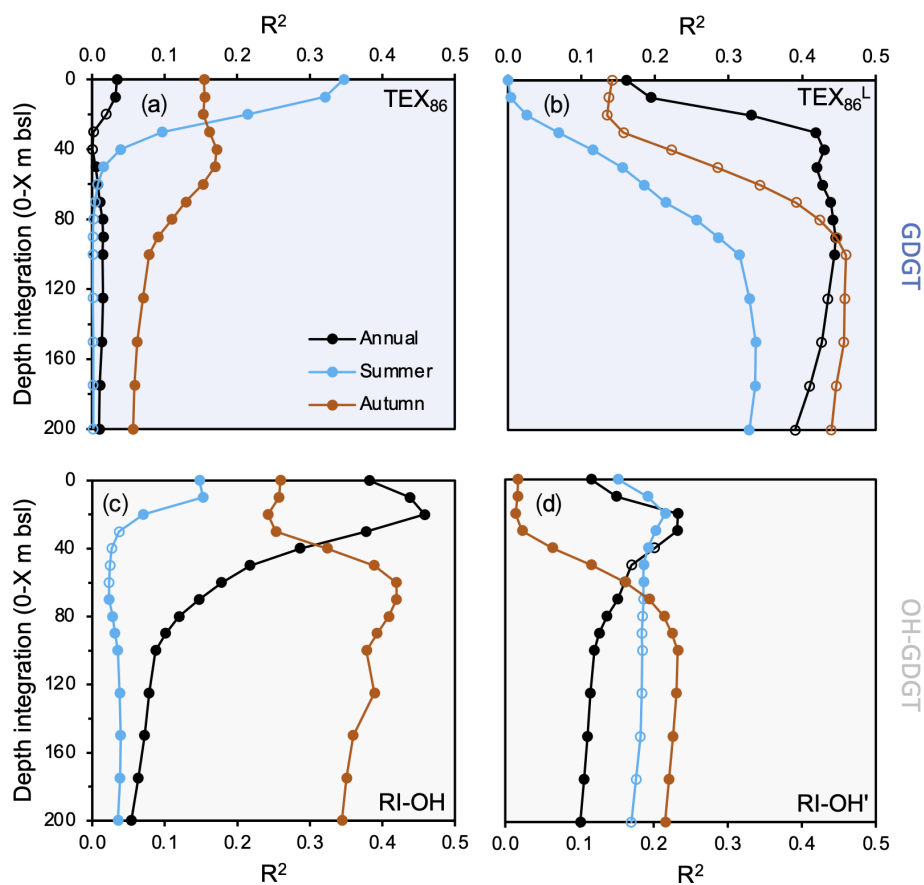 R² R²
0.0 0.1 0.2 0.3 0.4 0.5 0.0 0.1 0.2 0.3 0.4 0.5
0
40
80
120
160
200
Depth integration (0-X m bsl)
(a) TEX₈₆
Annual
Summer
Autumn
(b) TEX₈₆ᴸ
GDGT
0
40
80
120
160
200
Depth integration (0-X m bsl)
(c)
RI-OH
(d)
RI-OH'
OH-GDGT
0.0 0.1 0.2 0.3 0.4 0.5 0.0 0.1 0.2 0.3 0.4 0.5
R² R²